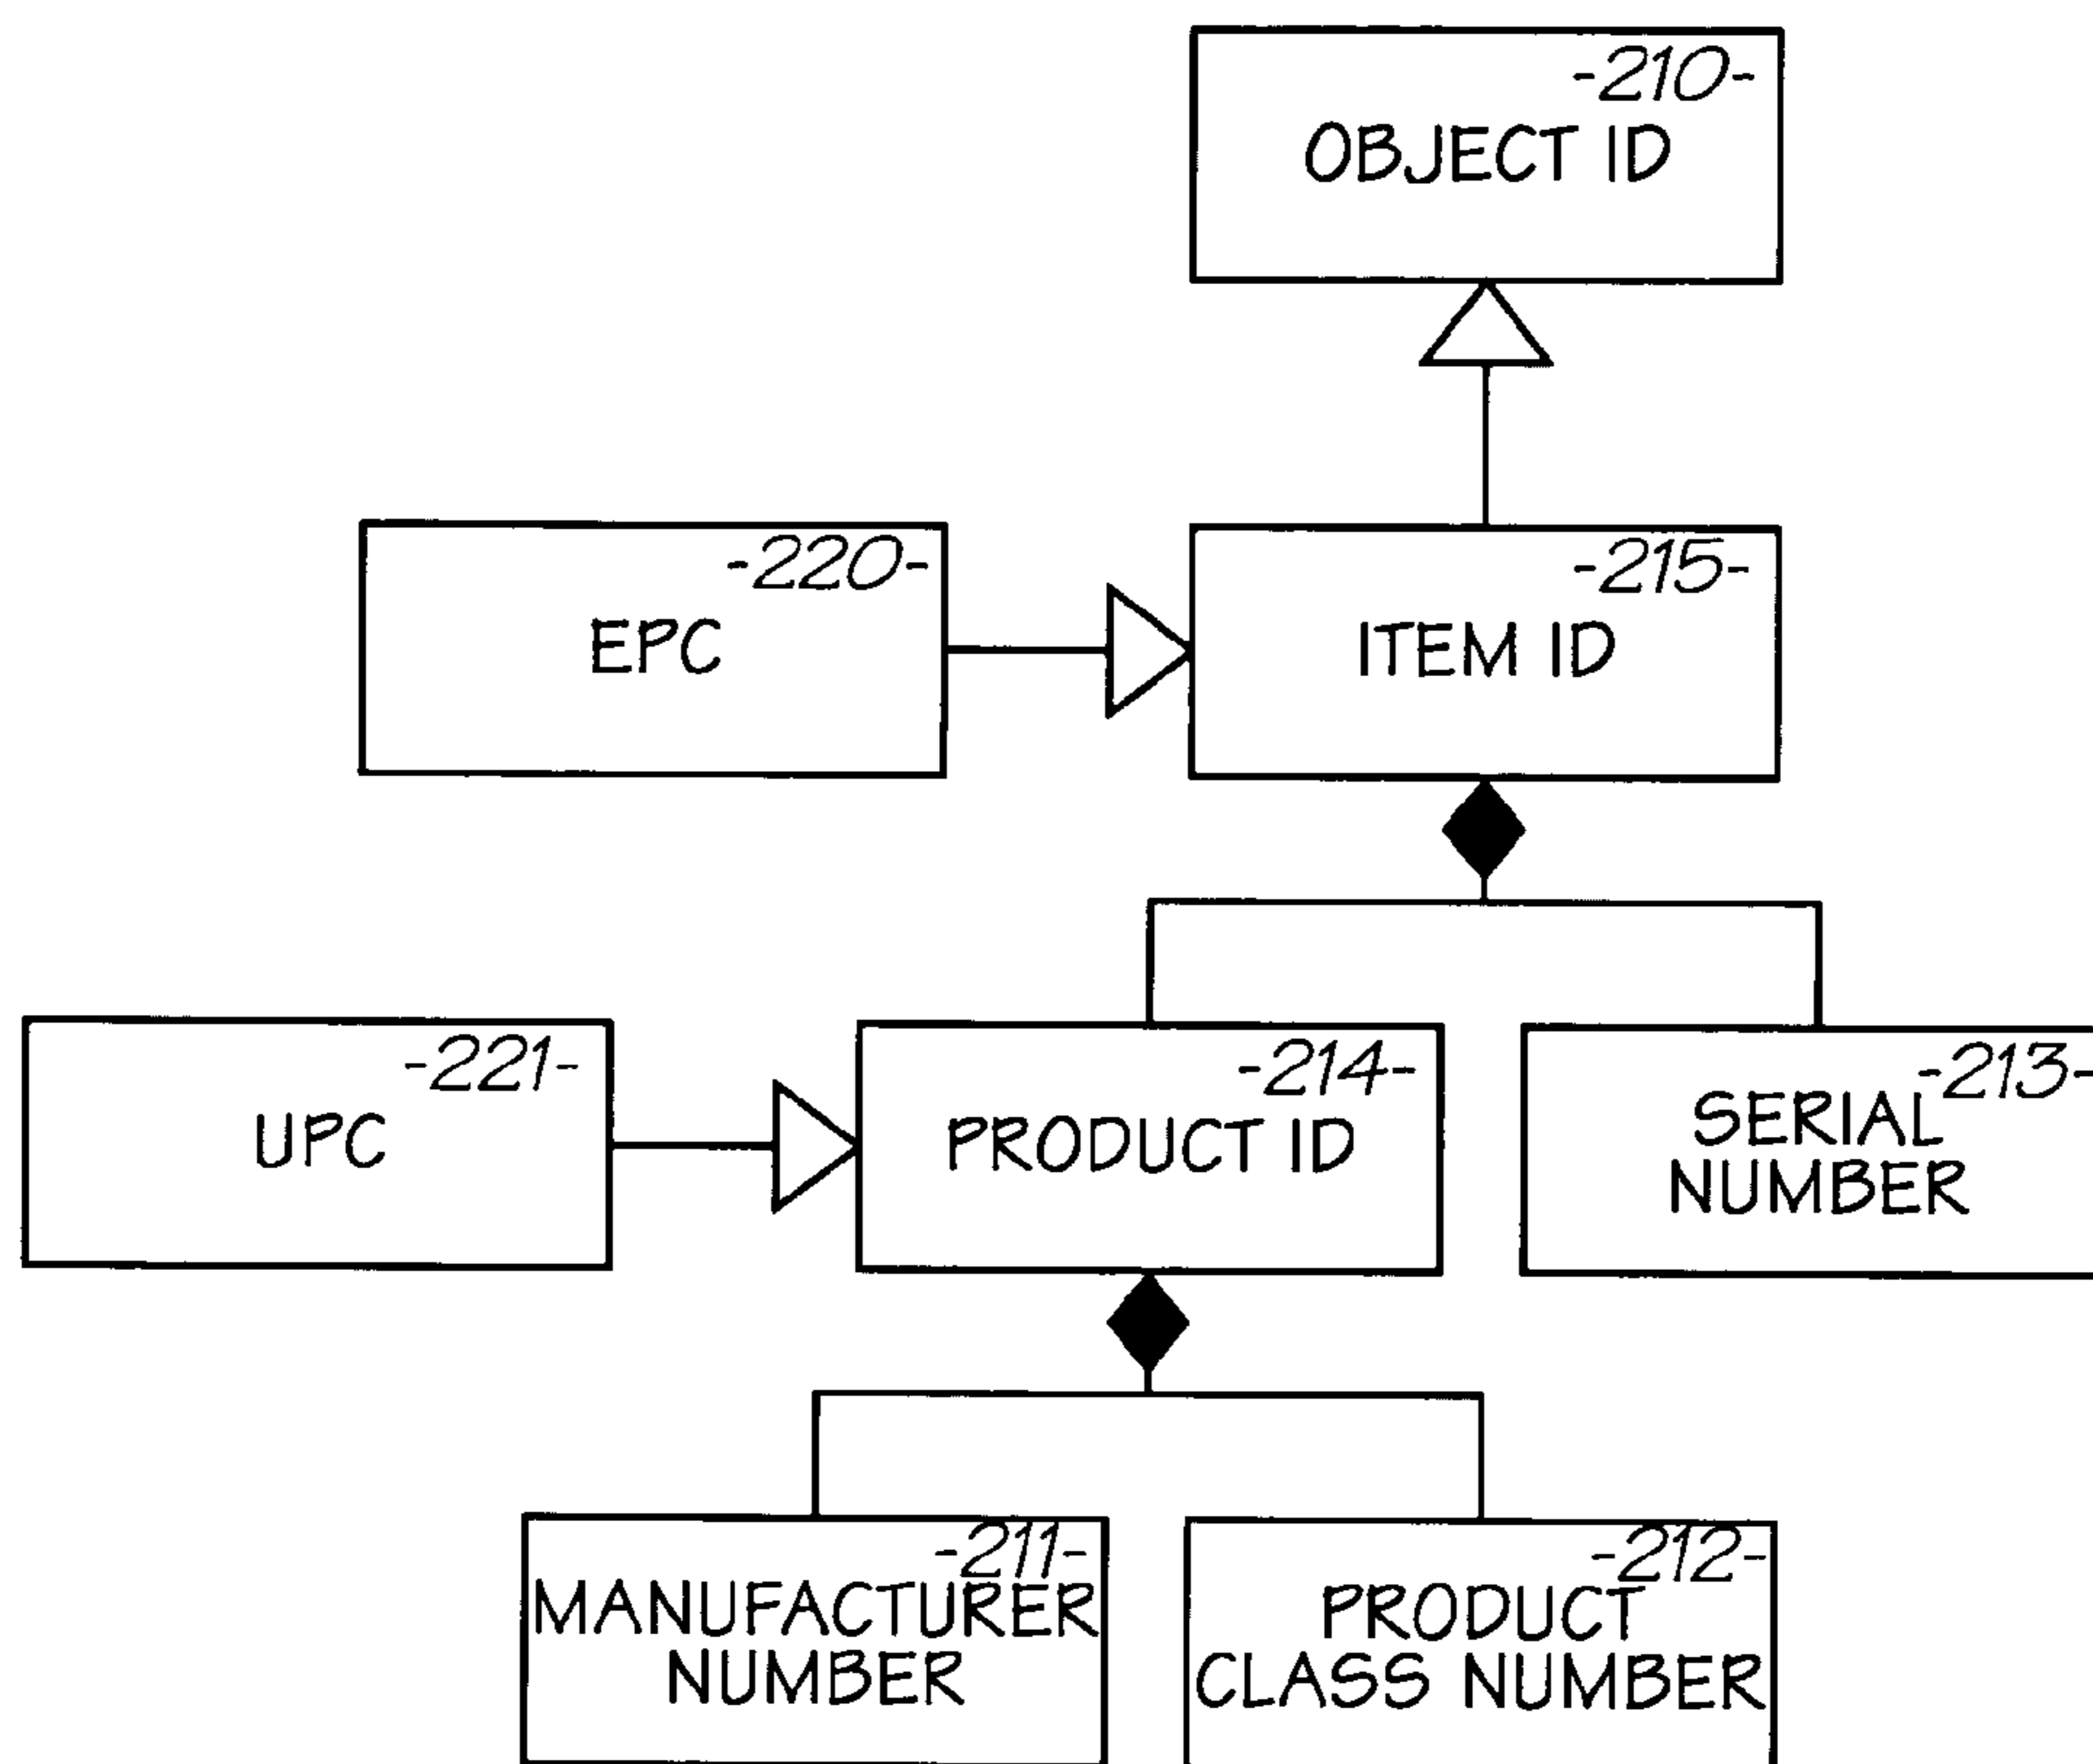 -210-
OBJECT ID
-220-
EPC
-215-
ITEM ID
-221-
UPC
-214-
PRODUCT ID
-213-
SERIAL
NUMBER
-211-
MANUFACTURER
NUMBER
-212-
PRODUCT
CLASS NUMBER